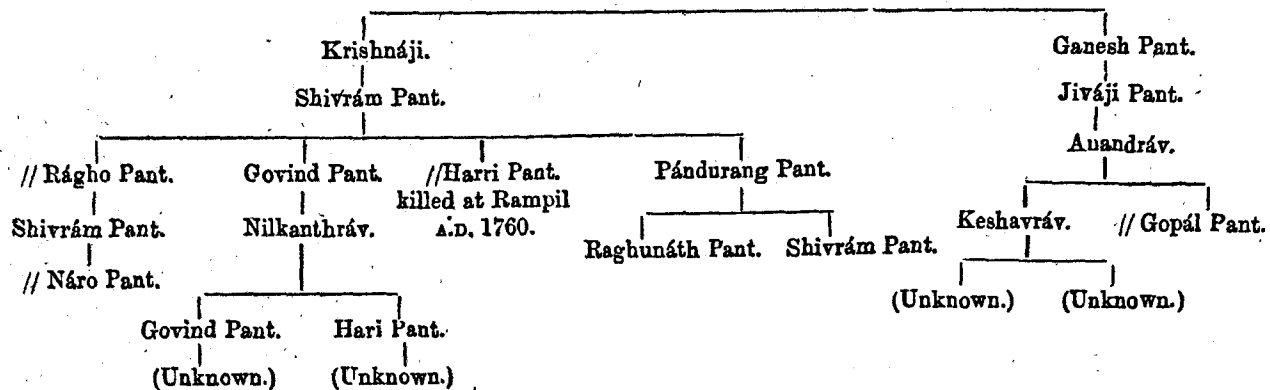 Krishnáji. Ganesh Pant.
Shivrám Pant. Jiváji Pant.
Auandráv.
// Rágho Pant. Govind Pant. //Harri Pant. Pándurang Pant.
killed at Rampil
Shivrám Pant. Nilkanthráv. A.D. 1760. Keshavráv. // Gopál Pant.
Raghunáth Pant. Shivrám Pant.
// Náro Pant.
(Unknown.) (Unknown.)
Govind Pant. Hari Pant.
(Unknown.) (Unknown.)